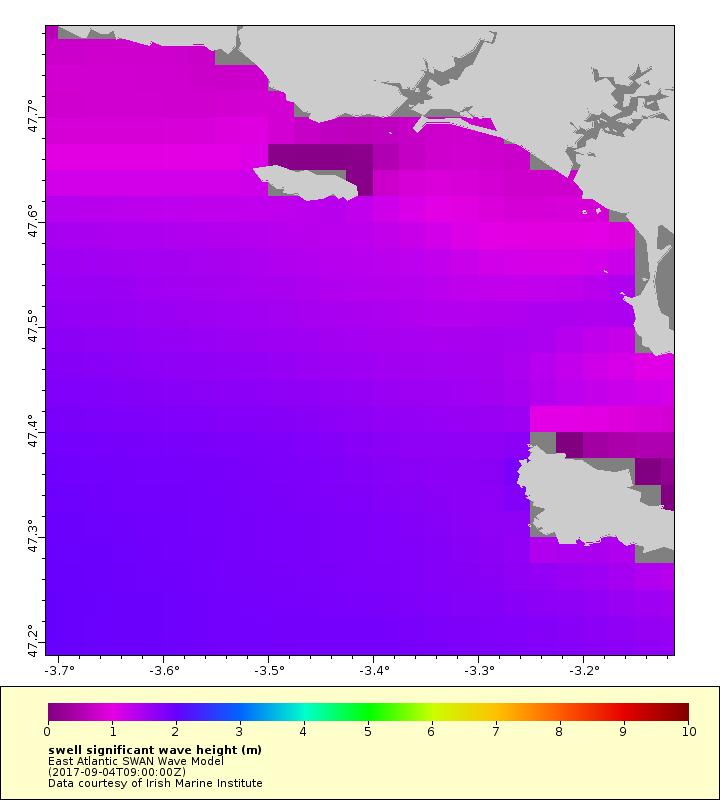 47.7°
47.6°
47.5°
47.4°
47.3°
47.2°
-3.7° -3.6° -3.5° -3.4° -3.3° -3.2°
0 1 2 3 4 5 6 7 8 9 10
swell significant wave height (m)
East Atlantic SWAN Wave Model
(2017-09-04T09:00:00Z)
Data courtesy of Irish Marine Institute